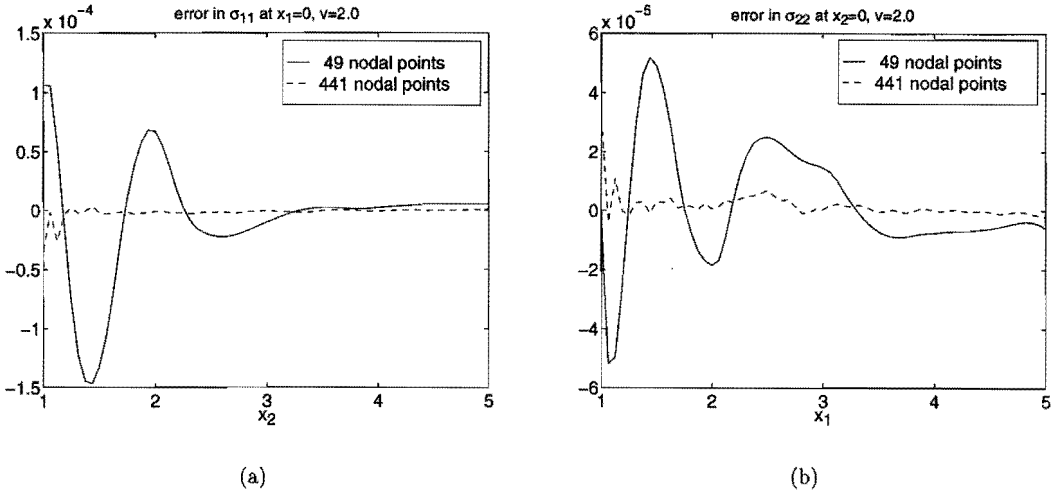 error in σ11 at x1=0, v=2.0
x 10^-4
1.5
1
0.5
0
−0.5
−1
−1.5
49 nodal points
441 nodal points
1 2 3 4 5
x2
(a)
error in σ22 at x2=0, v=2.0
x 10^-5
6
4
2
0
−2
−4
−6
49 nodal points
441 nodal points
1 2 3 4 5
x1
(b)